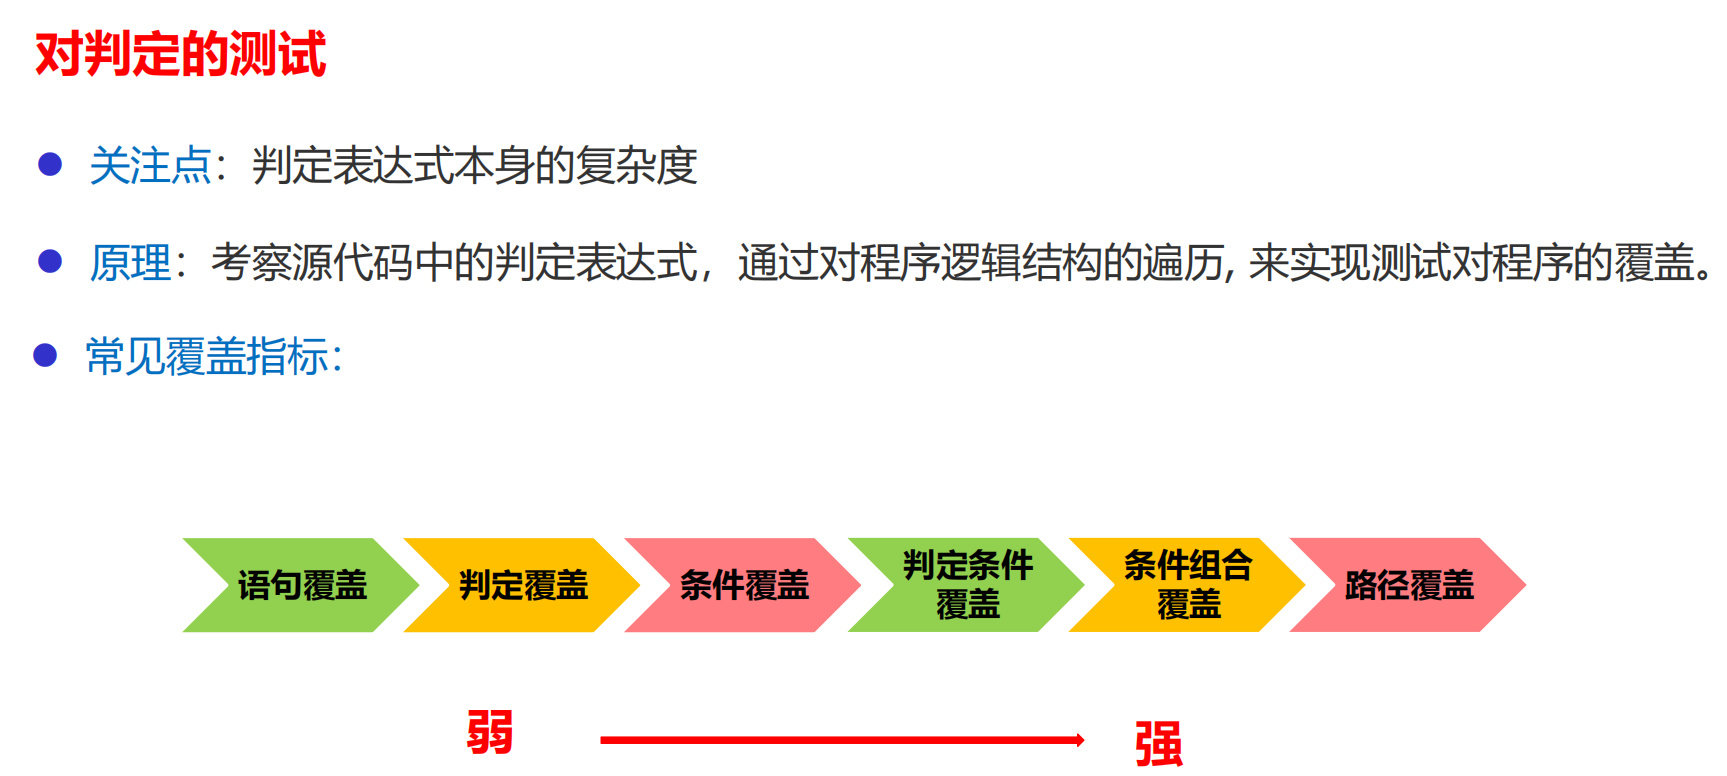 对判定的测试
关注点：判定表达式本身的复杂度
原理：考察源代码中的判定表达式，通过对程序逻辑结构的遍历, 来实现测试对程序的覆盖。
常见覆盖指标：
语句覆盖
判定覆盖
条件覆盖
判定条件
覆盖
条件组合
覆盖
路径覆盖
弱
强